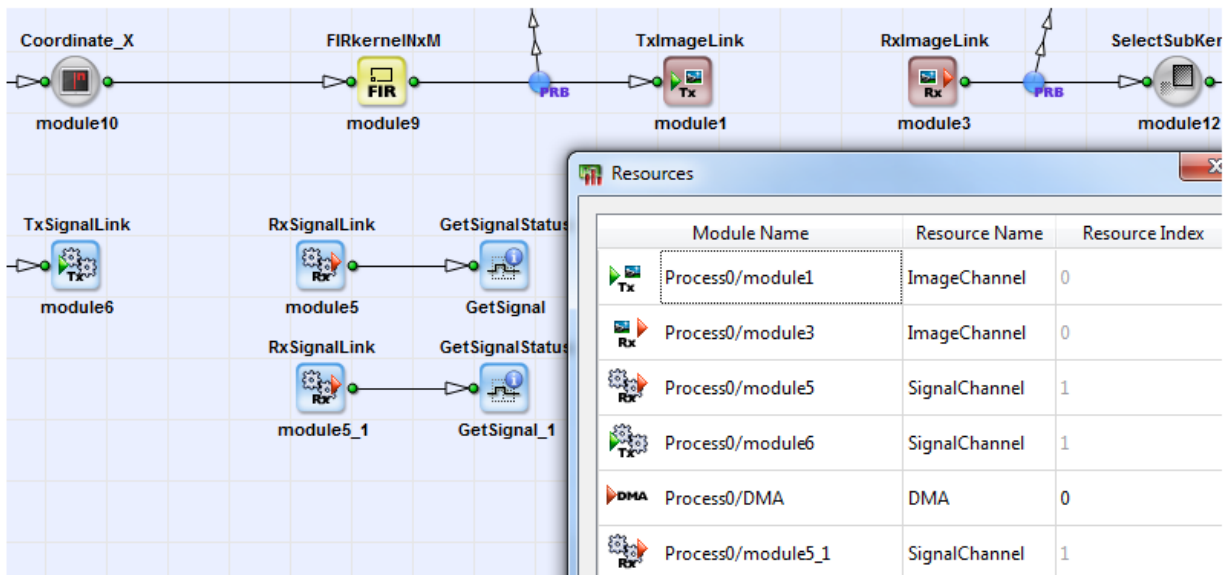 Coordinate_X FIRkernelNxM TxImageLink RxImageLink SelectSubKer
FIR PRB Tx Rx PRB
module10 module9 module1 module3 module12
Resources
TxSignalLink RxSignalLink GetSignalStatus
Tx Rx
module6 module5 GetSignal
RxSignalLink GetSignalStatus
Rx
module5_1 GetSignal_1
Module Name Resource Name Resource Index
Tx Process0/module1 ImageChannel 0
Rx Process0/module3 ImageChannel 0
Rx Process0/module5 SignalChannel 1
Tx Process0/module6 SignalChannel 1
DMA Process0/DMA DMA 0
Rx Process0/module5_1 SignalChannel 1